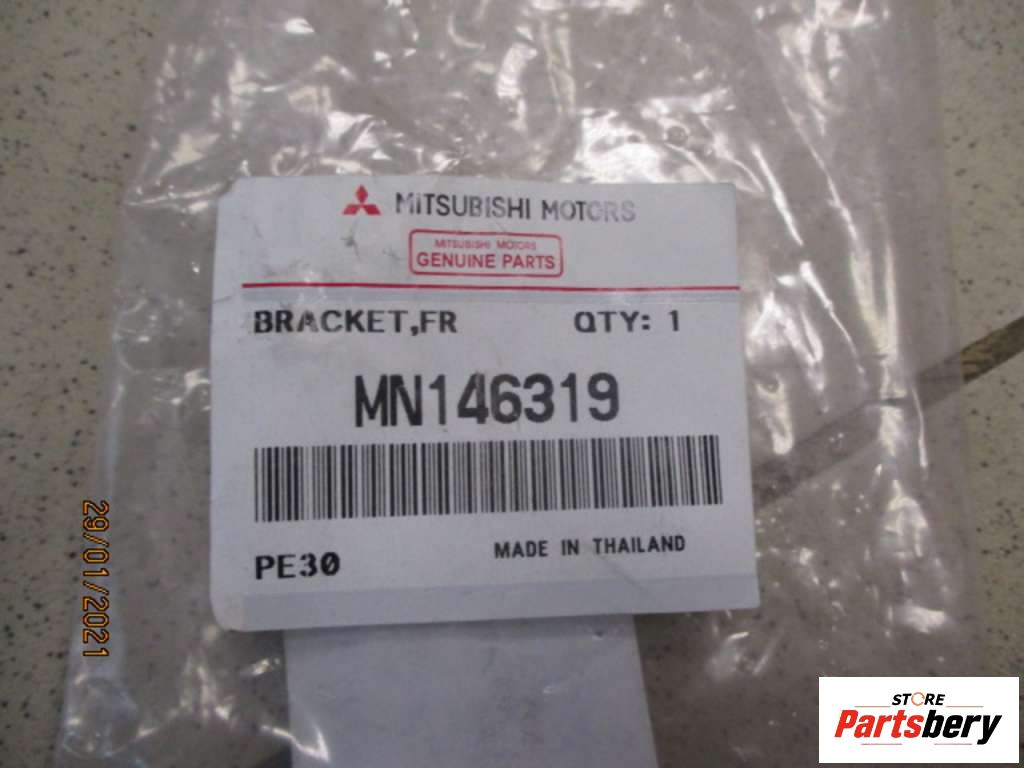 MITSUBISHI MOTORS
MITSUBISHI MOTORS
GENUINE PARTS
BRACKET,FR QTY: 1
MN146319
PE30 MADE IN THAILAND
29/01/2021
STORE
Partsbery